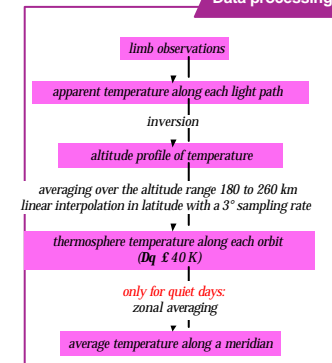 Data processing
limb observations
apparent temperature along each light path
inversion
altitude profile of temperature
averaging over the altitude range 180 to 260 km
linear interpolation in latitude with a 3° sampling rate
thermosphere temperature along each orbit
(Dq £ 40 K)
only for quiet days:
zonal averaging
average temperature along a meridian